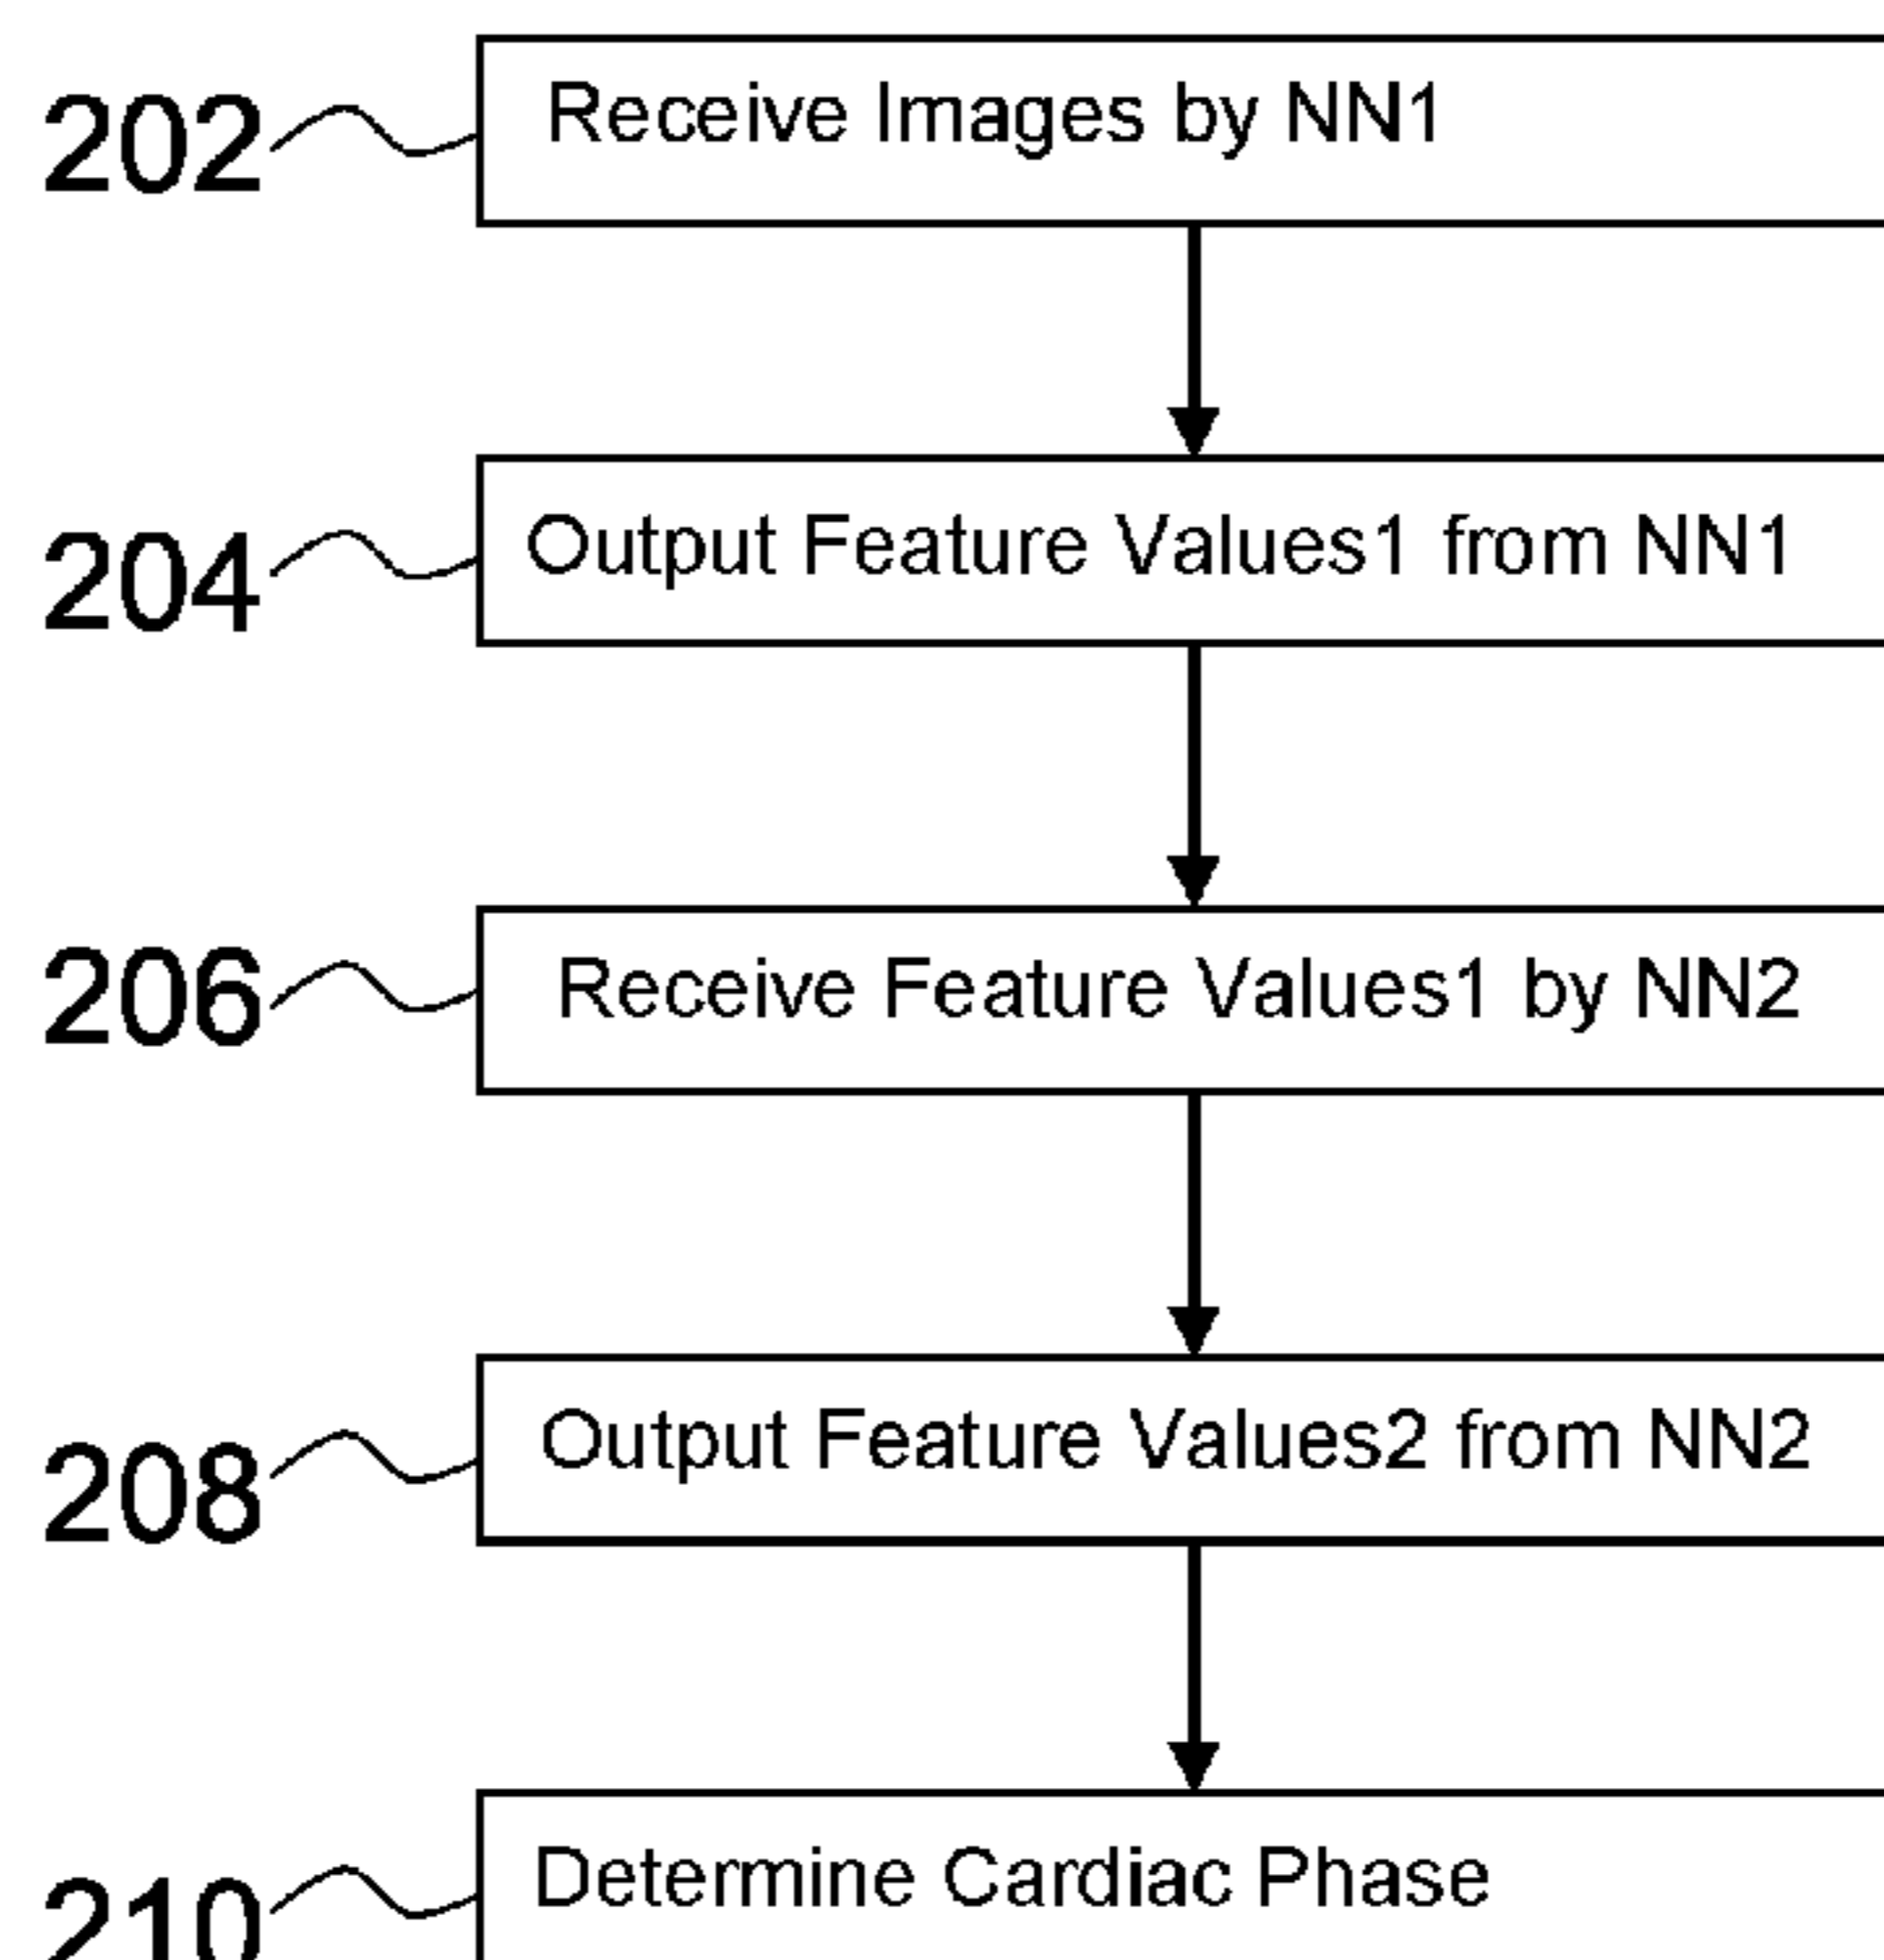 202 Receive Images by NN1
204 Output Feature Values1 from NN1
206 Receive Feature Values1 by NN2
208 Output Feature Values2 from NN2
210 Determine Cardiac Phase